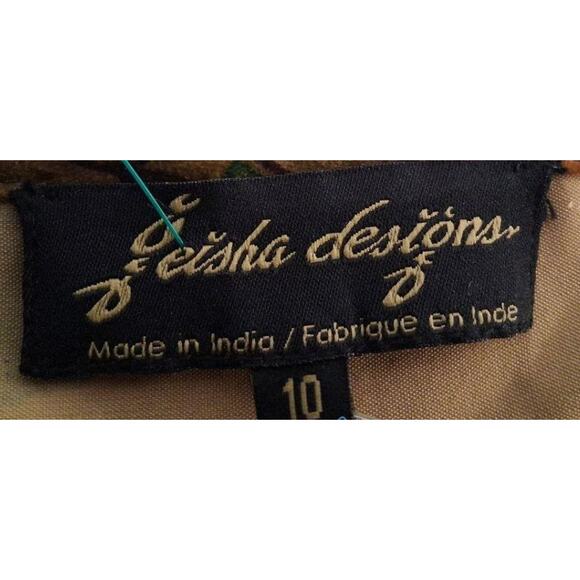 geisha designs.
Made in India / Fabrique en Inde
10